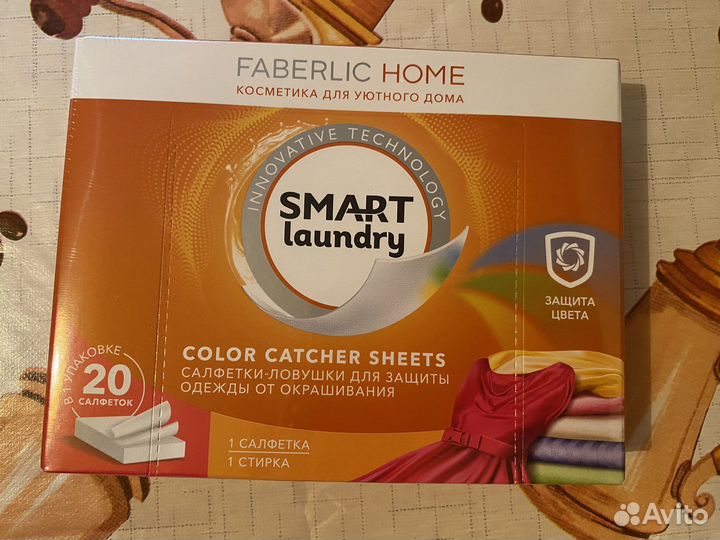 FABERLIC HOME
КОСМЕТИКА ДЛЯ УЮТНОГО ДОМА
INNOVATIVE TECHNOLOGY
SMART
laundry
ЗАЩИТА
ЦВЕТА
COLOR CATCHER SHEETS
САЛФЕТКИ-ЛОВУШКИ ДЛЯ ЗАЩИТЫ
ОДЕЖДЫ ОТ ОКРАШИВАНИЯ
В 1 УПАКОВКЕ
20
САЛФЕТОК
1 САЛФЕТКА
1 СТИРКА
Avito